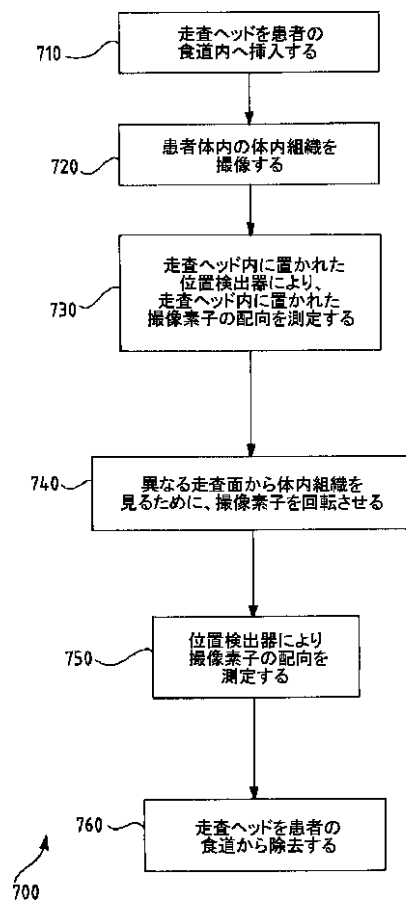 710
走査ヘッドを患者の
食道内へ挿入する
720
患者体内の体内組織を
撮像する
730
走査ヘッド内に置かれた
位置検出器により、
走査ヘッド内に置かれた
撮像素子の配向を測定する
740
異なる走査面から体内組織を
見るために、撮像素子を回転させる
750
位置検出器により
撮像素子の配向を
測定する
760
走査ヘッドを患者の
食道から除去する
700